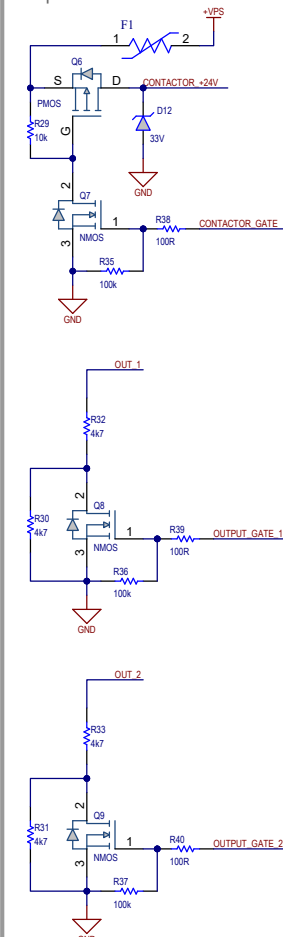 +VPS
F1
1 2
Q6
S D CONTACTOR_+24V
PMOS
R29
10k
G
D12
33V
GND
2
Q7
1
R38
100R
CONTACTOR_GATE
3
NMOS
R35
100k
GND
OUT_1
R32
4k7
2
Q8
R30
4k7
1
R39
100R
OUTPUT_GATE_1
3
NMOS
R36
100k
GND
OUT_2
R33
4k7
2
Q9
R31
4k7
1
R40
100R
OUTPUT_GATE_2
3
NMOS
R37
100k
GND